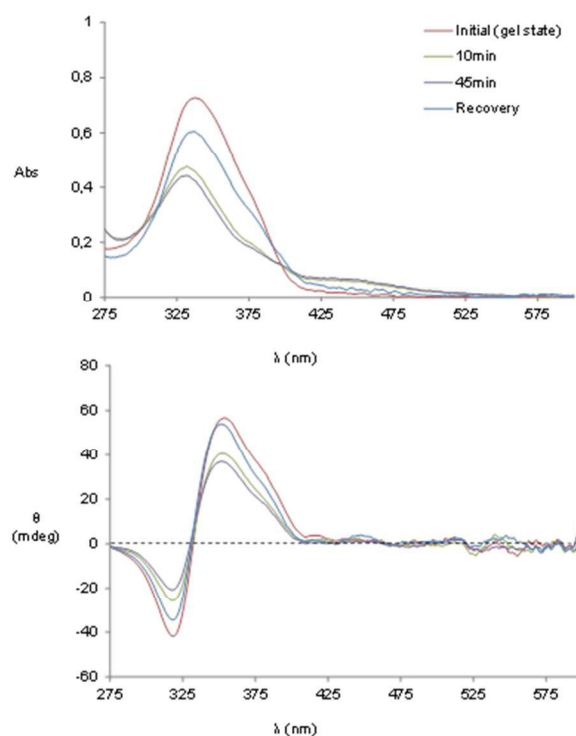 1
Initial (gel state)
10min
45min
Recovery
0,8
0,6
Abs
0,4
0,2
0
275 325 375 425 475 525 575
λ (nm)
80
60
40
20
θ
(mdeg)
0
-20
-40
-60
275 325 375 425 475 525 575
λ (nm)